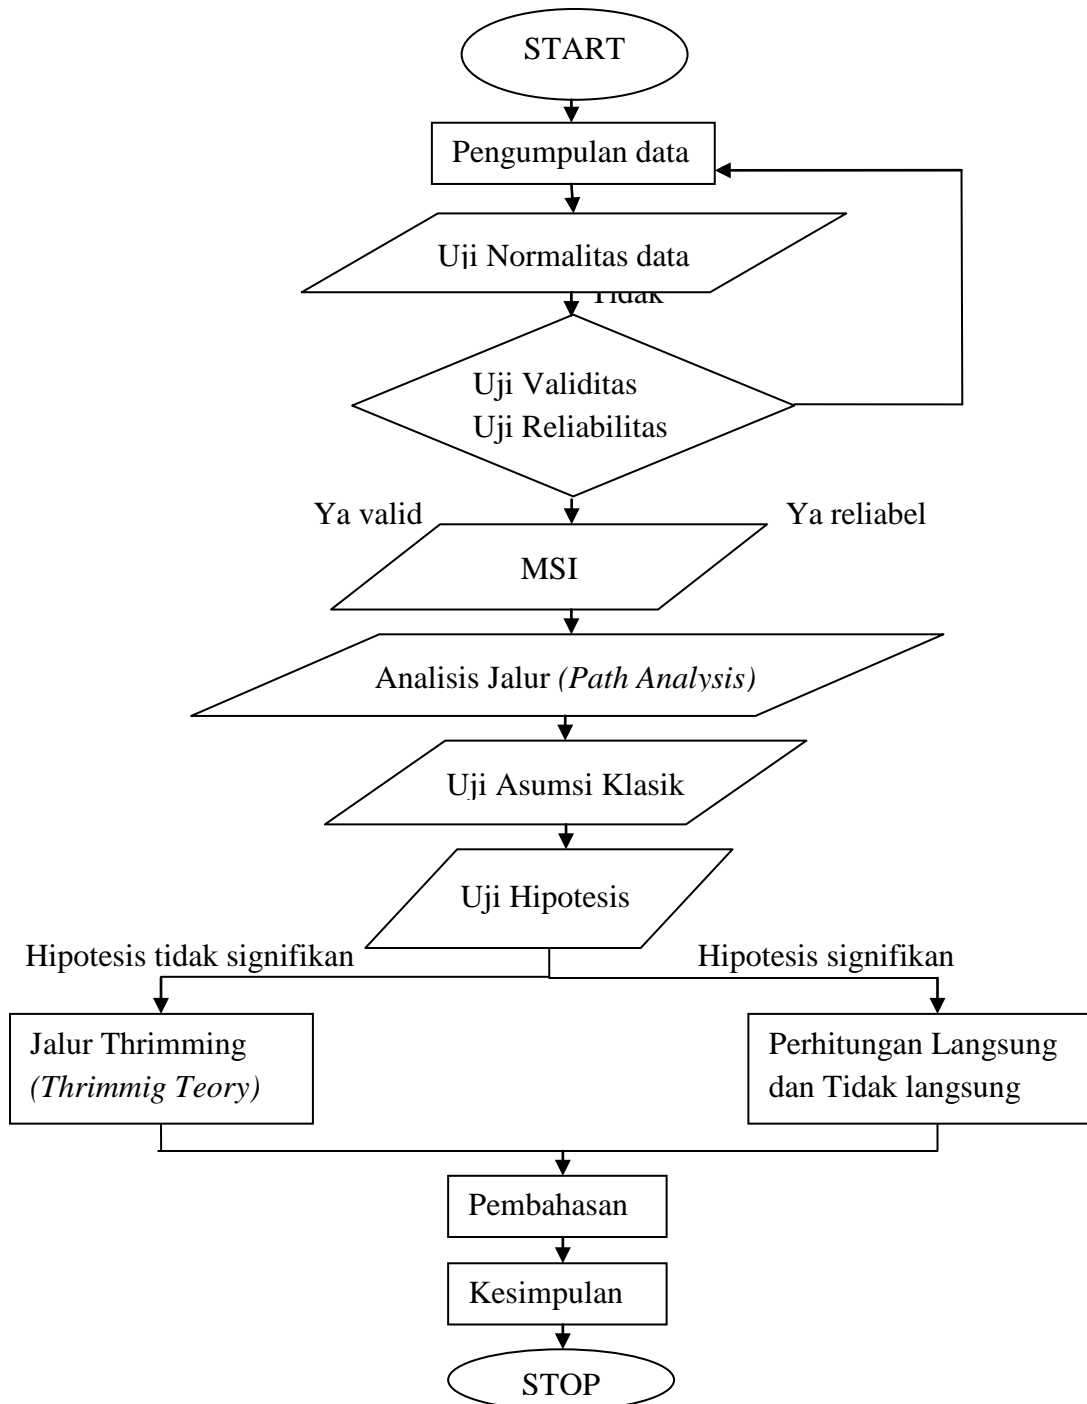 START
Pengumpulan data
Uji Normalitas data
Tidak
Uji Validitas
Uji Reliabilitas
Ya valid
Ya reliabel
MSI
Analisis Jalur (Path Analysis)
Uji Asumsi Klasik
Uji Hipotesis
Hipotesis tidak signifikan
Hipotesis signifikan
Jalur Thrimming
(Thrimmig Teory)
Perhitungan Langsung
dan Tidak langsung
Pembahasan
Kesimpulan
STOP